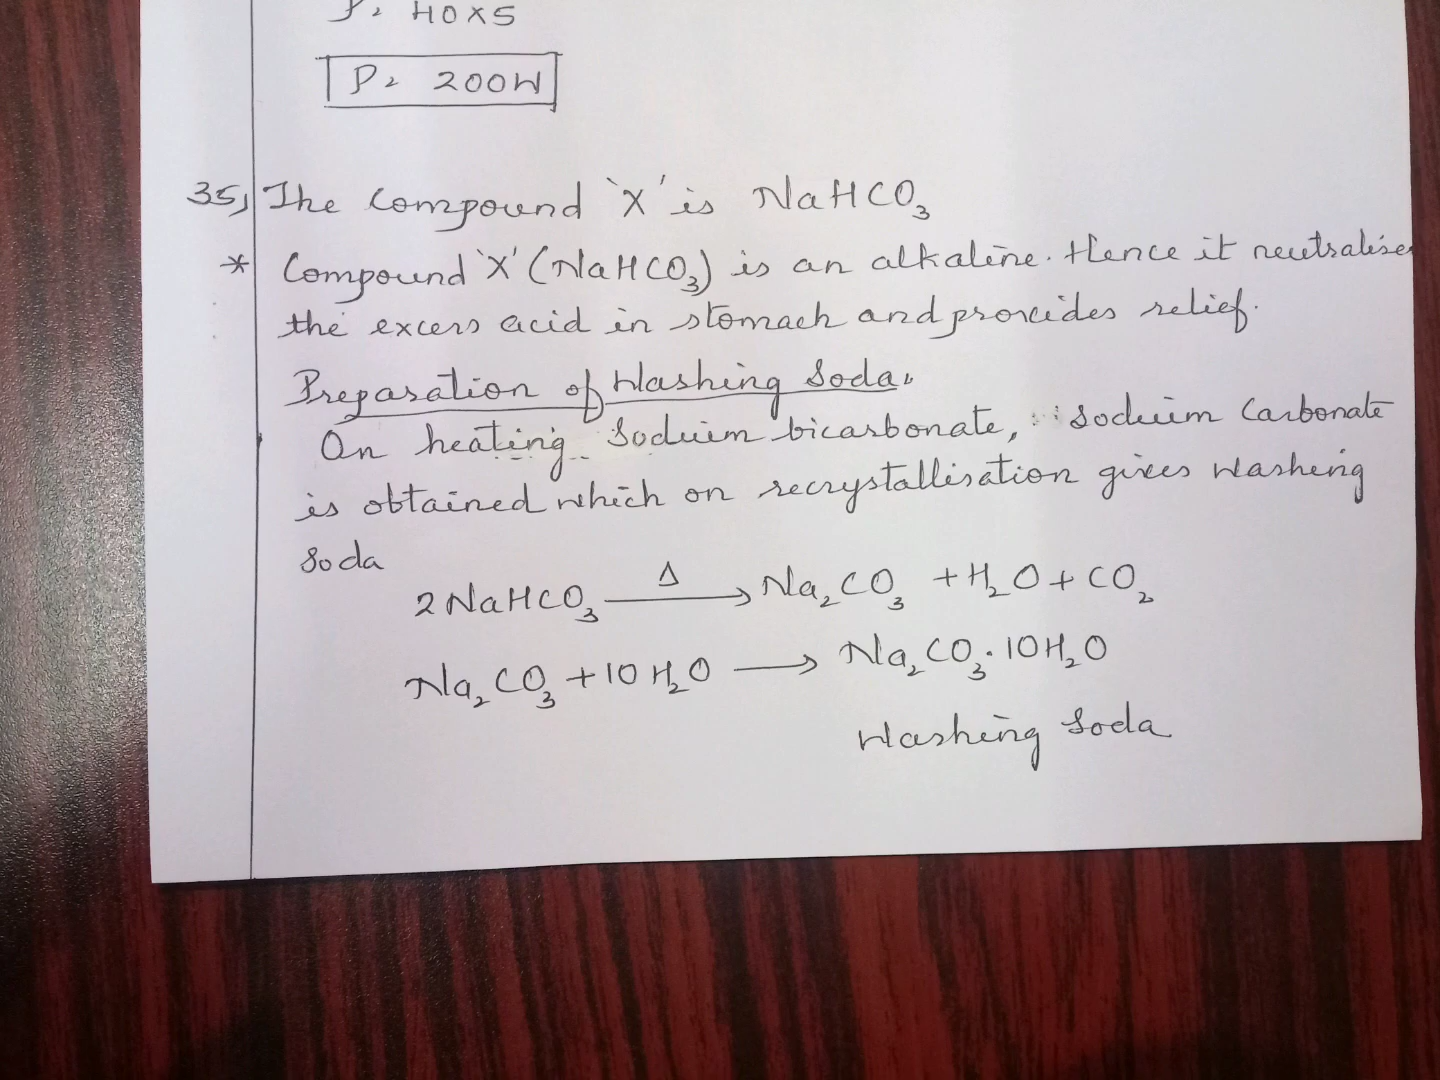 P = 40 x 5
P = 200W
35) The compound 'X' is NaHCO₃
* Compound 'X' (NaHCO₃) is an alkaline. Hence it neutralises
the excess acid in stomach and provides relief.
Preparation of Washing Soda.
On heating Sodium bicarbonate, sodium carbonate
is obtained which on recrystallisation gives Washing
Soda
2NaHCO₃ —Δ→ Na₂CO₃ + H₂O + CO₂
Na₂CO₃ + 10H₂O → Na₂CO₃·10H₂O
Washing Soda